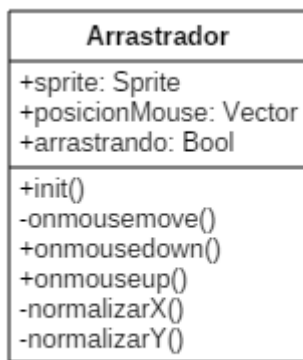 Arrastrador
+sprite: Sprite
+posicionMouse: Vector
+arrastrando: Bool
+init()
-onmousemove()
+onmousedown()
+onmouseup()
-normalizarX()
-normalizarY()